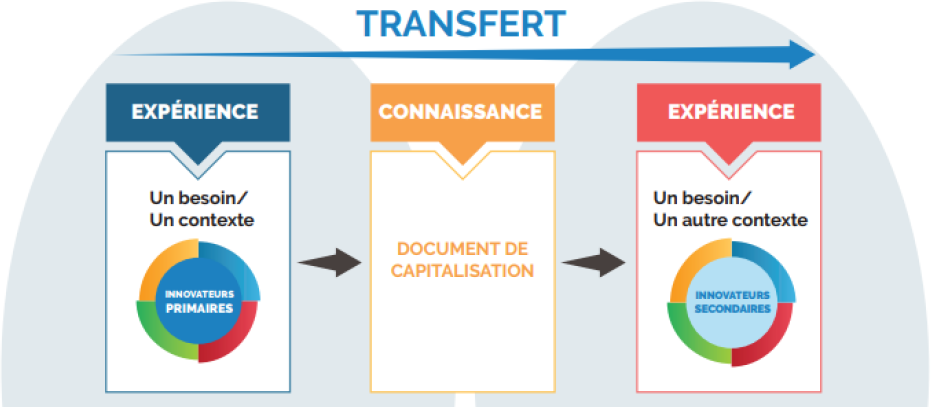 TRANSFERT
EXPÉRIENCE
Un besoin/
Un contexte
INNOVATEURS
PRIMAIRES
CONNAISSANCE
DOCUMENT DE
CAPITALISATION
EXPÉRIENCE
Un besoin/
Un autre contexte
INNOVATEURS
SECONDAIRES